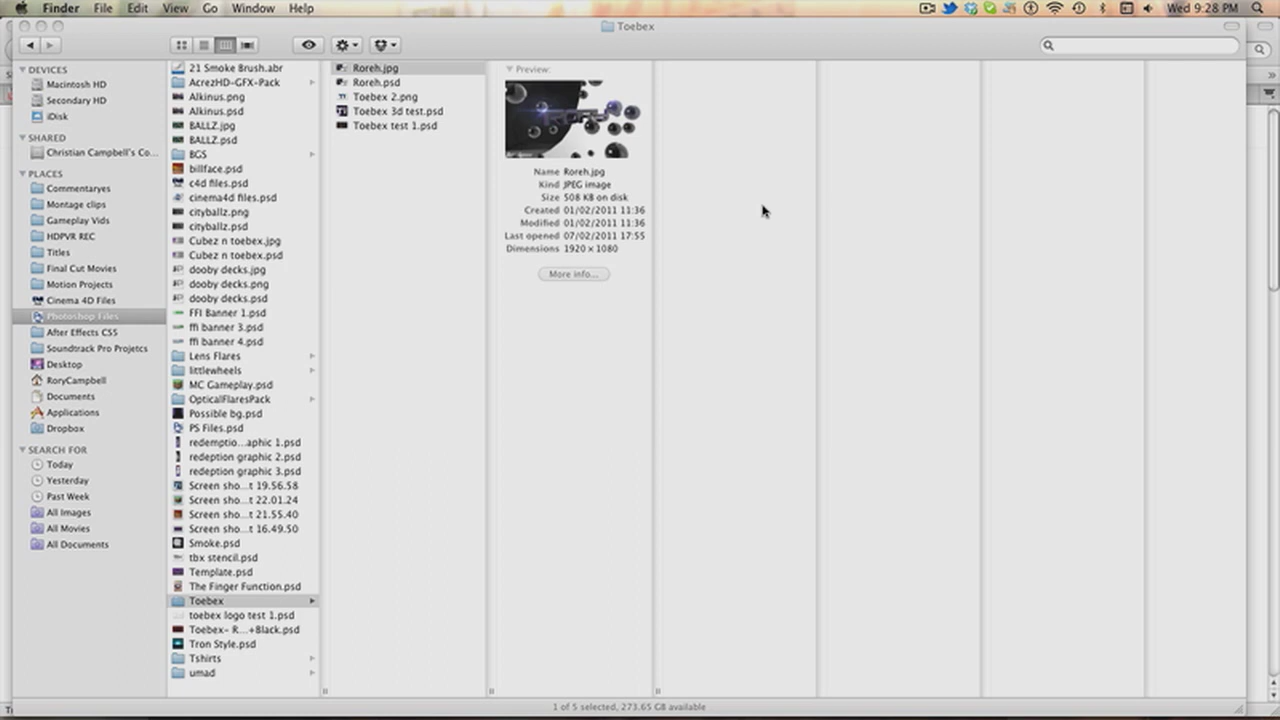 Finder File Edit View Go Window Help Wed 9:28 PM
Toebex
DEVICES
Macintosh HD
Secondary HD
iDisk
SHARED
Christian Campbell's Co...
PLACES
Commentaryes
Montage clips
Gameplay Vids
HDPVR REC
Titles
Final Cut Movies
Motion Projects
Cinema 4D Files
Photoshop Files
After Effects CS5
Soundtrack Pro Projetcs
Desktop
RoryCampbell
Documents
Applications
Dropbox
SEARCH FOR
Today
Yesterday
Past Week
All Images
All Movies
All Documents
21 Smoke Brush.abr
AcrezHD-GFX-Pack
Alkinus.png
Alkinus.psd
BALLZ.jpg
BALLZ.psd
BGS
billface.psd
c4d files.psd
cinema4d files.psd
cityballz.png
cityballz.psd
Cubez n toebex.jpg
Cubez n toebex.psd
dooby decks.jpg
dooby decks.png
dooby decks.psd
FFI Banner 1.psd
ffi banner 3.psd
ffi banner 4.psd
Lens Flares
littlewheels
MC Gameplay.psd
OpticalFlaresPack
Possible bg.psd
PS Files.psd
redemptio...aphic 1.psd
redeption graphic 2.psd
redeption graphic 3.psd
Screen sho...t 19.56.58
Screen sho...t 22.01.24
Screen sho...t 21.55.40
Screen sho...t 16.49.50
Smoke.psd
tbx stencil.psd
Template.psd
The Finger Function.psd
Toebex
toebex logo test 1.psd
Toebex- R...+Black.psd
Tron Style.psd
Tshirts
umad
Roreh.jpg
Roreh.psd
Toebex 2.png
Toebex 3d test.psd
Toebex test 1.psd
Preview:
Name Roreh.jpg
Kind JPEG image
Size 508 KB on disk
Created 01/02/2011 11:36
Modified 01/02/2011 11:36
Last opened 07/02/2011 17:55
Dimensions 1920 × 1080
More info...
1 of 5 selected, 273.65 GB available